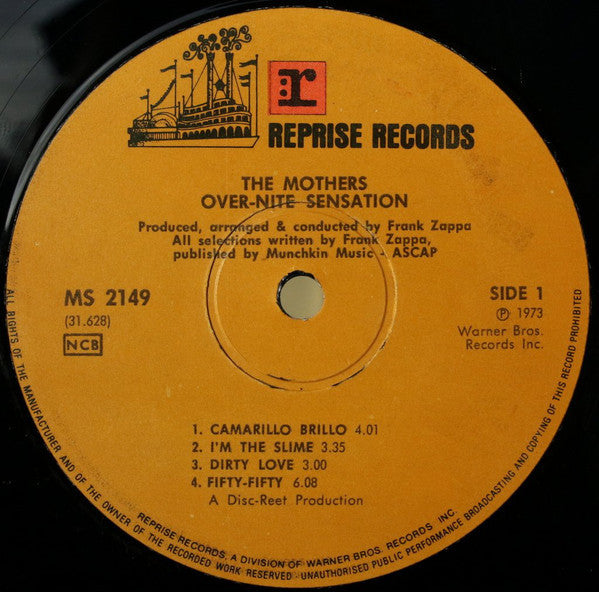 r
REPRISE RECORDS
THE MOTHERS
OVER-NITE SENSATION
Produced, arranged & conducted by Frank Zappa
All selections written by Frank Zappa,
published by Munchkin Music - ASCAP
MS 2149
(31.628)
NCB
SIDE 1
Ⓟ 1973
Warner Bros.
Records Inc.
1. CAMARILLO BRILLO 4.01
2. I'M THE SLIME 3.35
3. DIRTY LOVE 3.00
4. FIFTY-FIFTY 6.08
A Disc-Reet Production
REPRISE RECORDS, A DIVISION OF WARNER BROS. RECORDS INC.
ALL RIGHTS OF THE MANUFACTURER AND OF THE OWNER OF THE RECORDED WORK RESERVED - UNAUTHORISED PUBLIC PERFORMANCE BROADCASTING AND COPYING OF THIS RECORD PROHIBITED